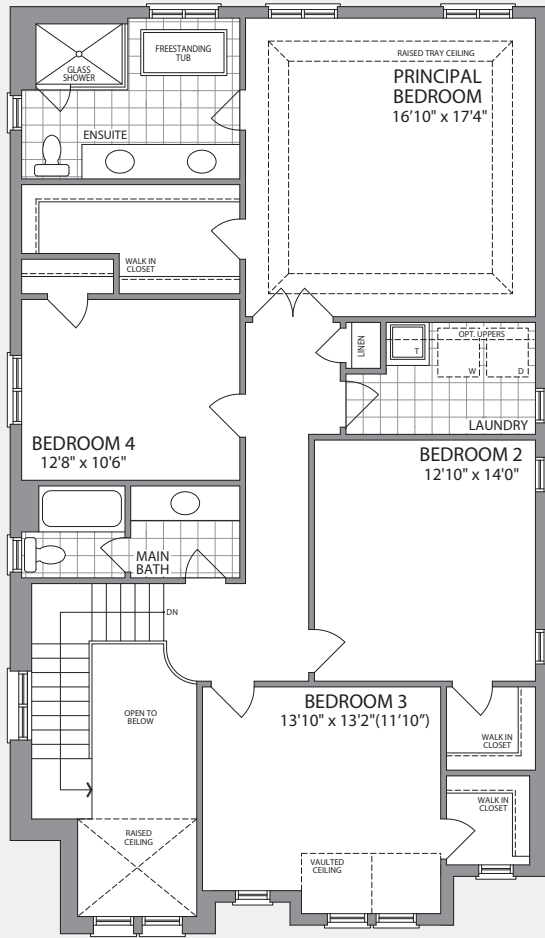 FREESTANDING
TUB
GLASS
SHOWER
ENSUITE
RAISED TRAY CEILING
PRINCIPAL
BEDROOM
16'10" x 17'4"
WALK IN
CLOSET
LINEN
OPT. UPPERS
T
W
D
LAUNDRY
BEDROOM 4
12'8" x 10'6"
BEDROOM 2
12'10" x 14'0"
MAIN
BATH
DN
OPEN TO
BELOW
BEDROOM 3
13'10" x 13'2"(11'10")
WALK IN
CLOSET
WALK IN
CLOSET
RAISED
CEILING
VAULTED
CEILING